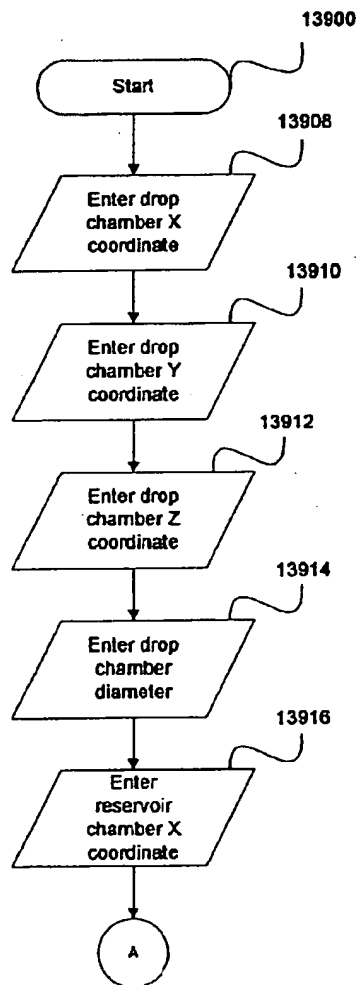 13900
Start
13908
Enter drop
chamber X
coordinate
13910
Enter drop
chamber Y
coordinate
13912
Enter drop
chamber Z
coordinate
13914
Enter drop
chamber
diameter
13916
Enter
reservoir
chamber X
coordinate
A